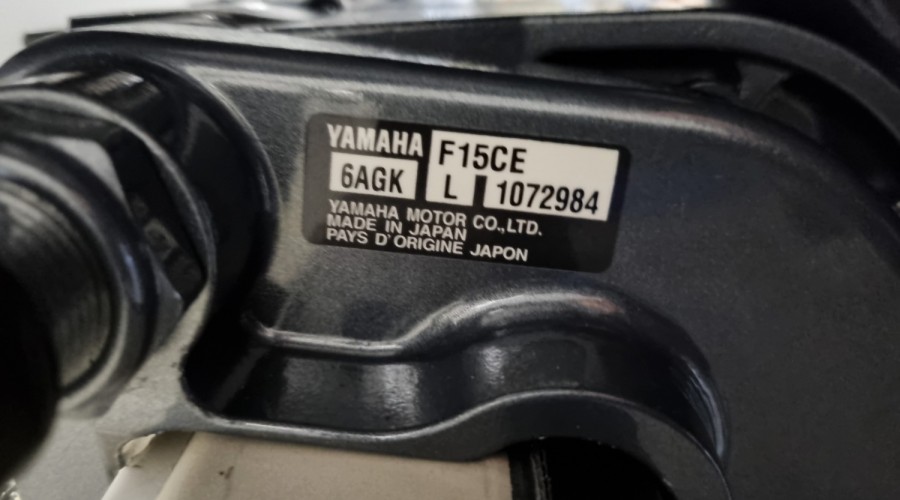 YAMAHA F15CE
6AGK L 1072984
YAMAHA MOTOR CO.,LTD.
MADE IN JAPAN
PAYS D'ORIGINE JAPON